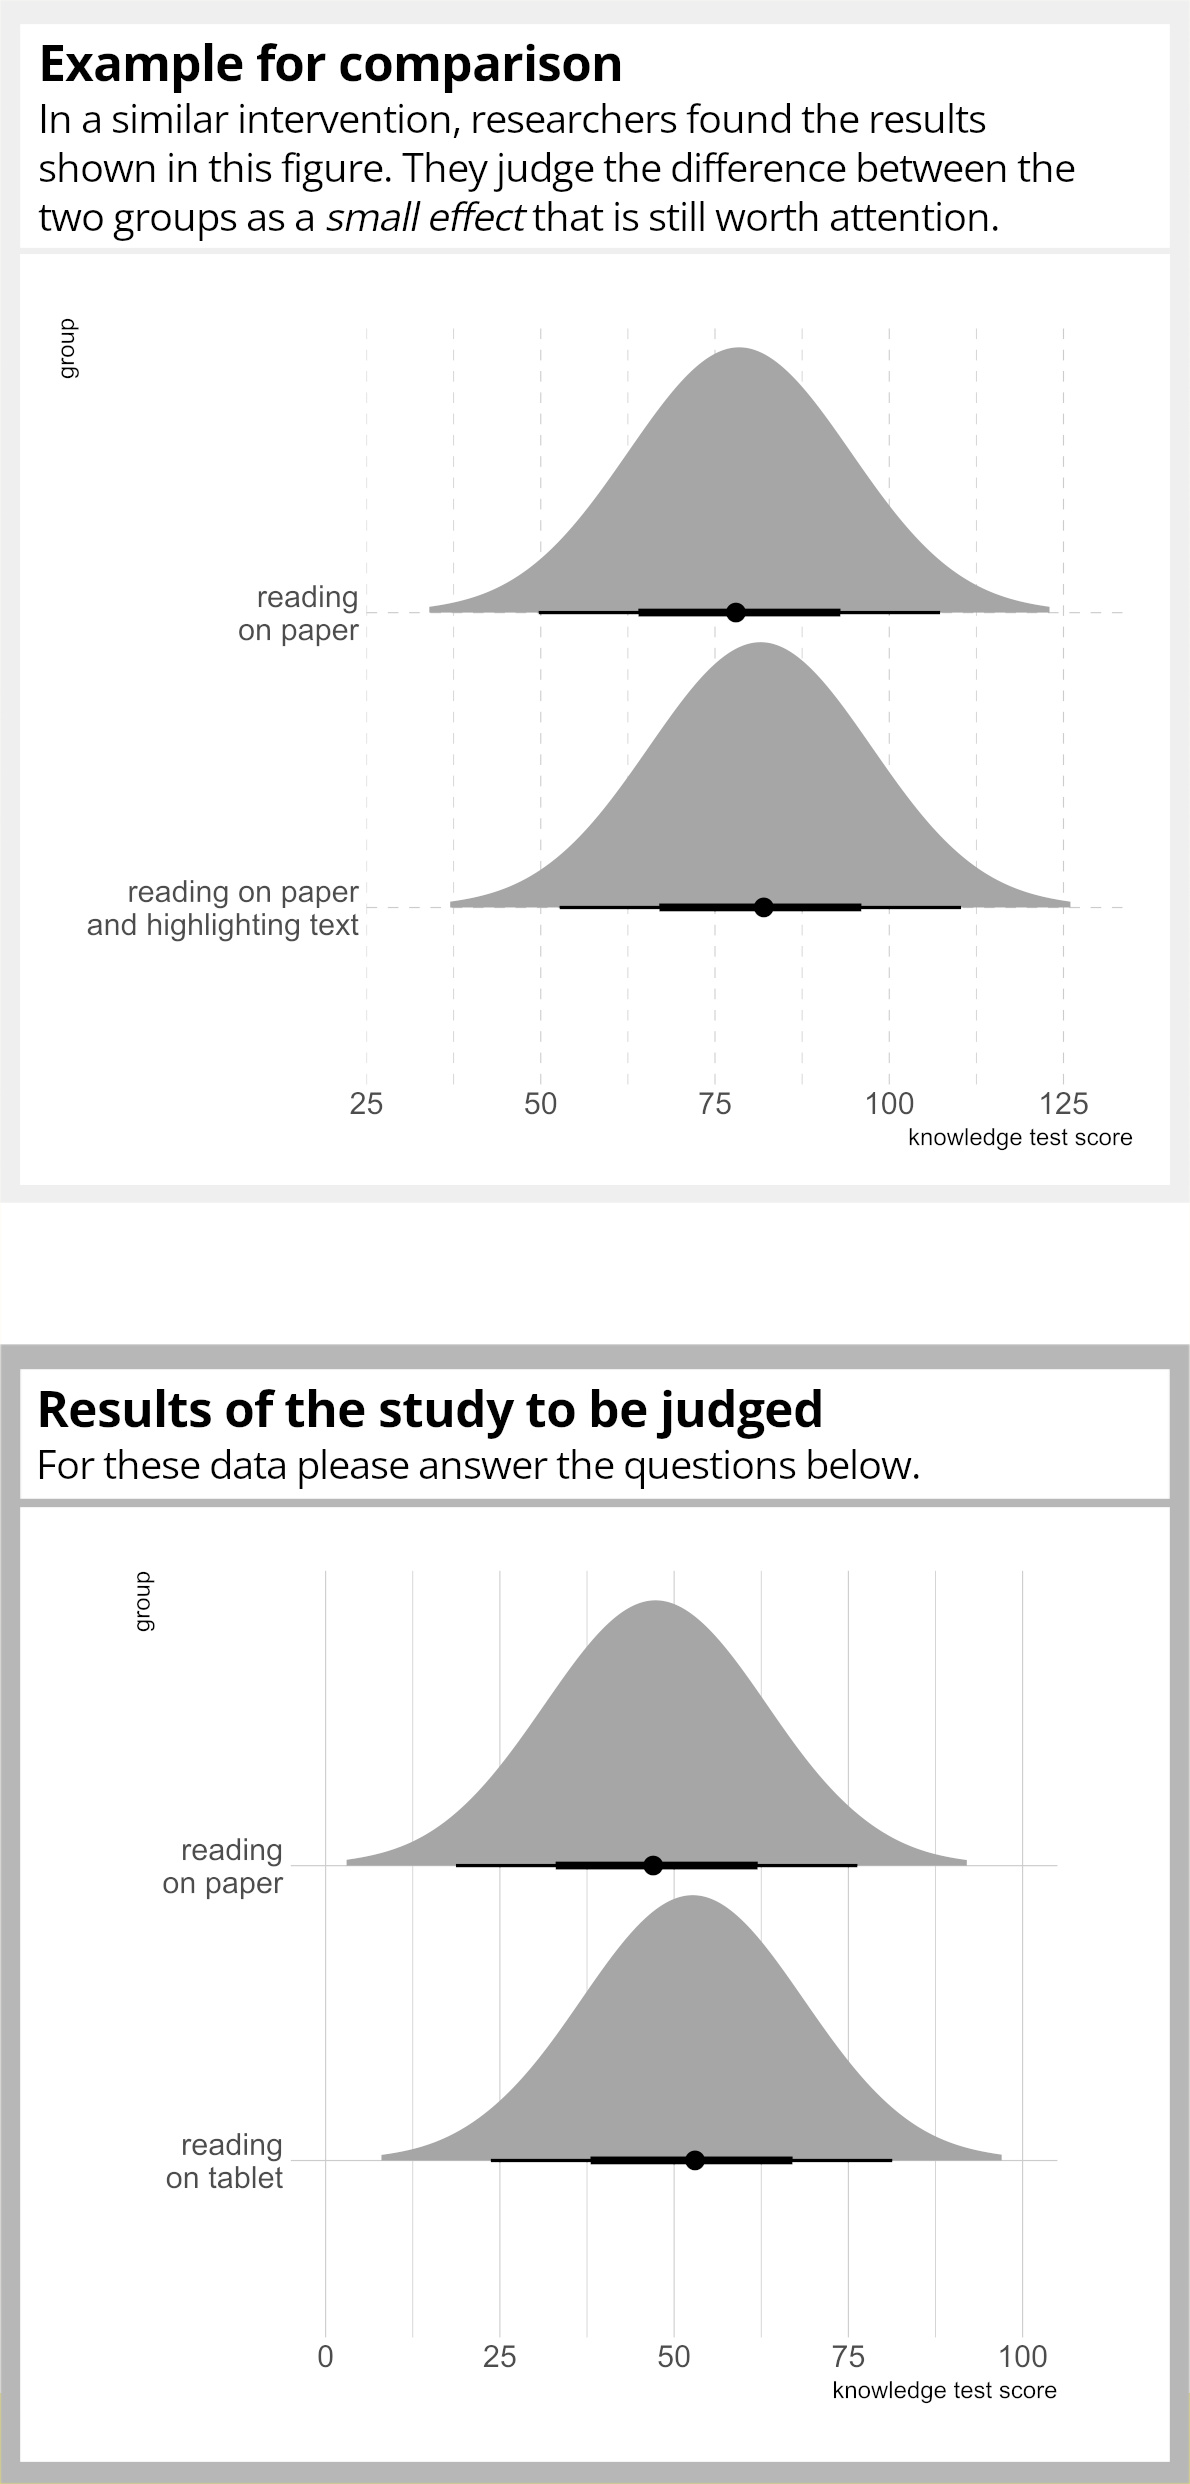 Example for comparison
In a similar intervention, researchers found the results
shown in this figure. They judge the difference between the
two groups as a small effect that is still worth attention.
group
reading
on paper
reading on paper
and highlighting text
25 50 75 100 125
knowledge test score
Results of the study to be judged
For these data please answer the questions below.
group
reading
on paper
reading
on tablet
0 25 50 75 100
knowledge test score